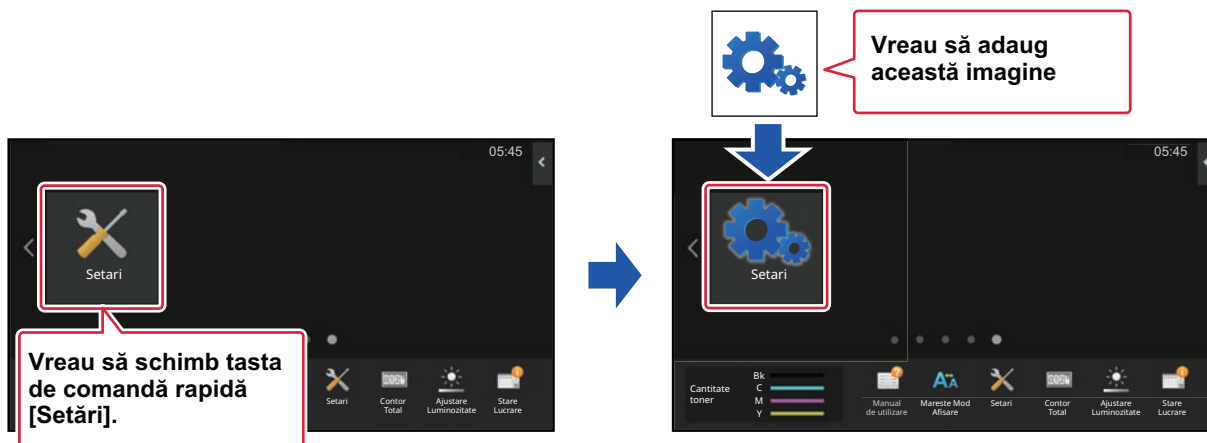 Vreau să adaug
această imagine
05:45
Setari
Vreau să schimb tasta
de comandă rapidă
[Setări].
Setari
Contor
Total
Ajustare
Luminozitate
Stare
Lucrare
05:45
Setari
Cantitate
toner
Bk
C
M
Y
Manual
de utilizare
Mareste Mod
Afisare
Setari
Contor
Total
Ajustare
Luminozitate
Stare
Lucrare